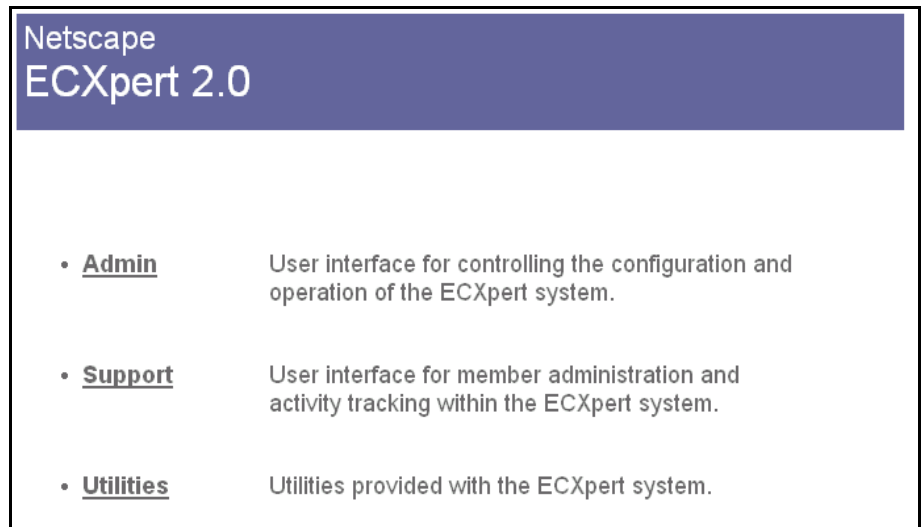 Netscape
ECXpert 2.0
• Admin User interface for controlling the configuration and
operation of the ECXpert system.
• Support User interface for member administration and
activity tracking within the ECXpert system.
• Utilities Utilities provided with the ECXpert system.